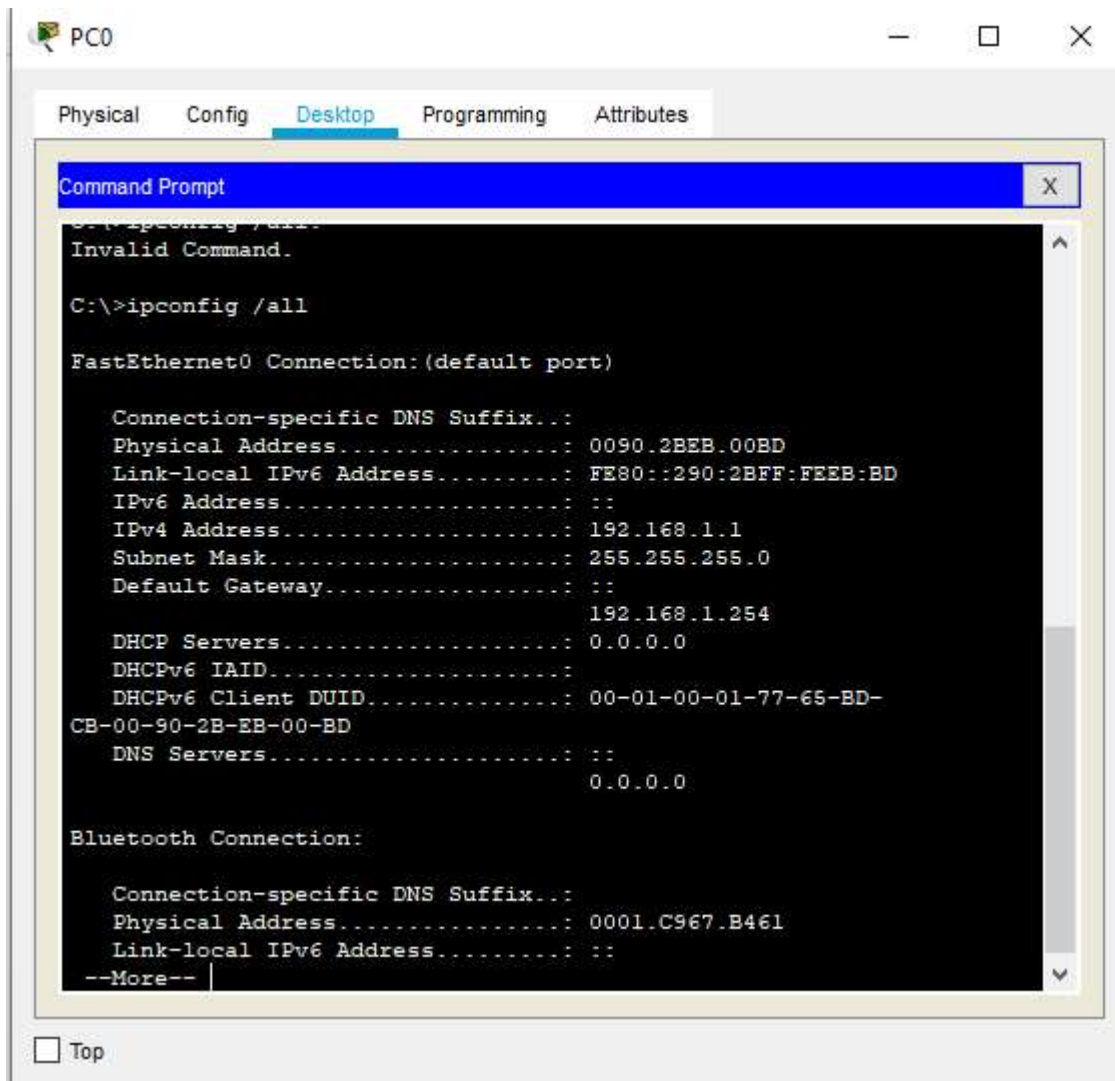 PC0
Physical Config Desktop Programming Attributes
Command Prompt X
Invalid Command.
C:\>ipconfig /all
FastEthernet0 Connection:(default port)
Connection-specific DNS Suffix..:
Physical Address................: 0090.2BEB.00BD
Link-local IPv6 Address.........: FE80::290:2BFF:FEEB:BD
IPv6 Address....................: ::
IPv4 Address....................: 192.168.1.1
Subnet Mask.....................: 255.255.255.0
Default Gateway.................: ::
192.168.1.254
DHCP Servers....................: 0.0.0.0
DHCPv6 IAID.....................:
DHCPv6 Client DUID..............: 00-01-00-01-77-65-BD-
CB-00-90-2B-EB-00-BD
DNS Servers.....................: ::
0.0.0.0
Bluetooth Connection:
Connection-specific DNS Suffix..:
Physical Address................: 0001.C967.B461
Link-local IPv6 Address.........: ::
--More--
Top